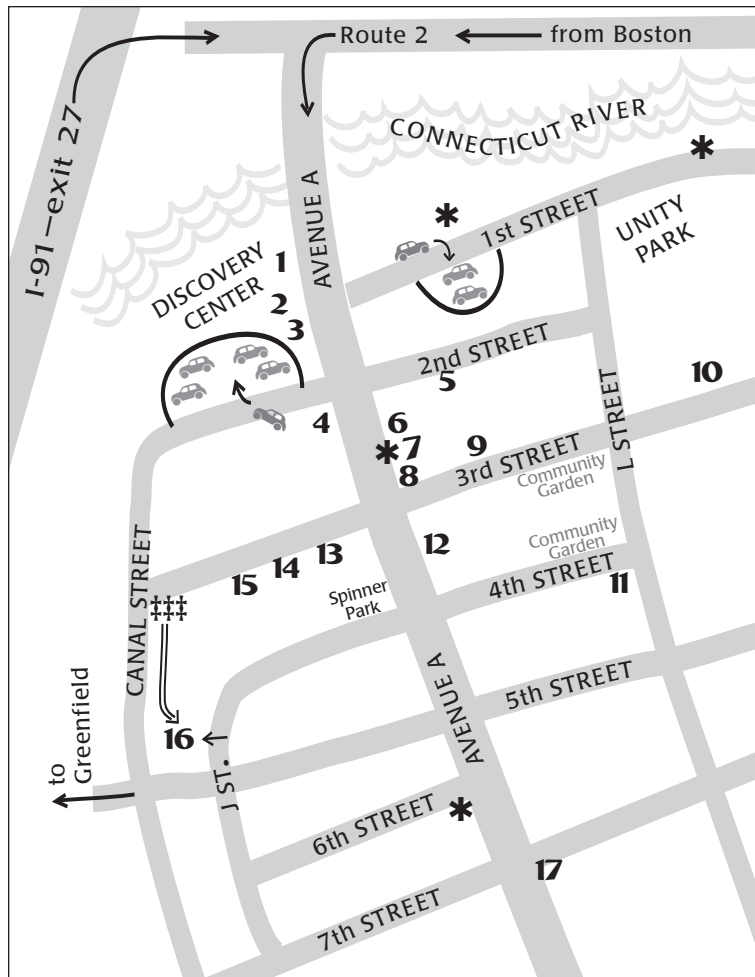 Route 2
from Boston
I-91—exit 27
CONNECTICUT RIVER
*
AVENUE A
*
1st STREET
UNITY
PARK
DISCOVERY
CENTER
1
2
3
2nd STREET
5
10
4
6
*
7
8
9
3rd STREET
L STREET
Community
Garden
12
Community
Garden
13
14
15
Spinner
Park
4th STREET
11
CANAL STREET
16
J ST.
AVENUE A
5th STREET
to
Greenfield
6th STREET
*
17
7th STREET